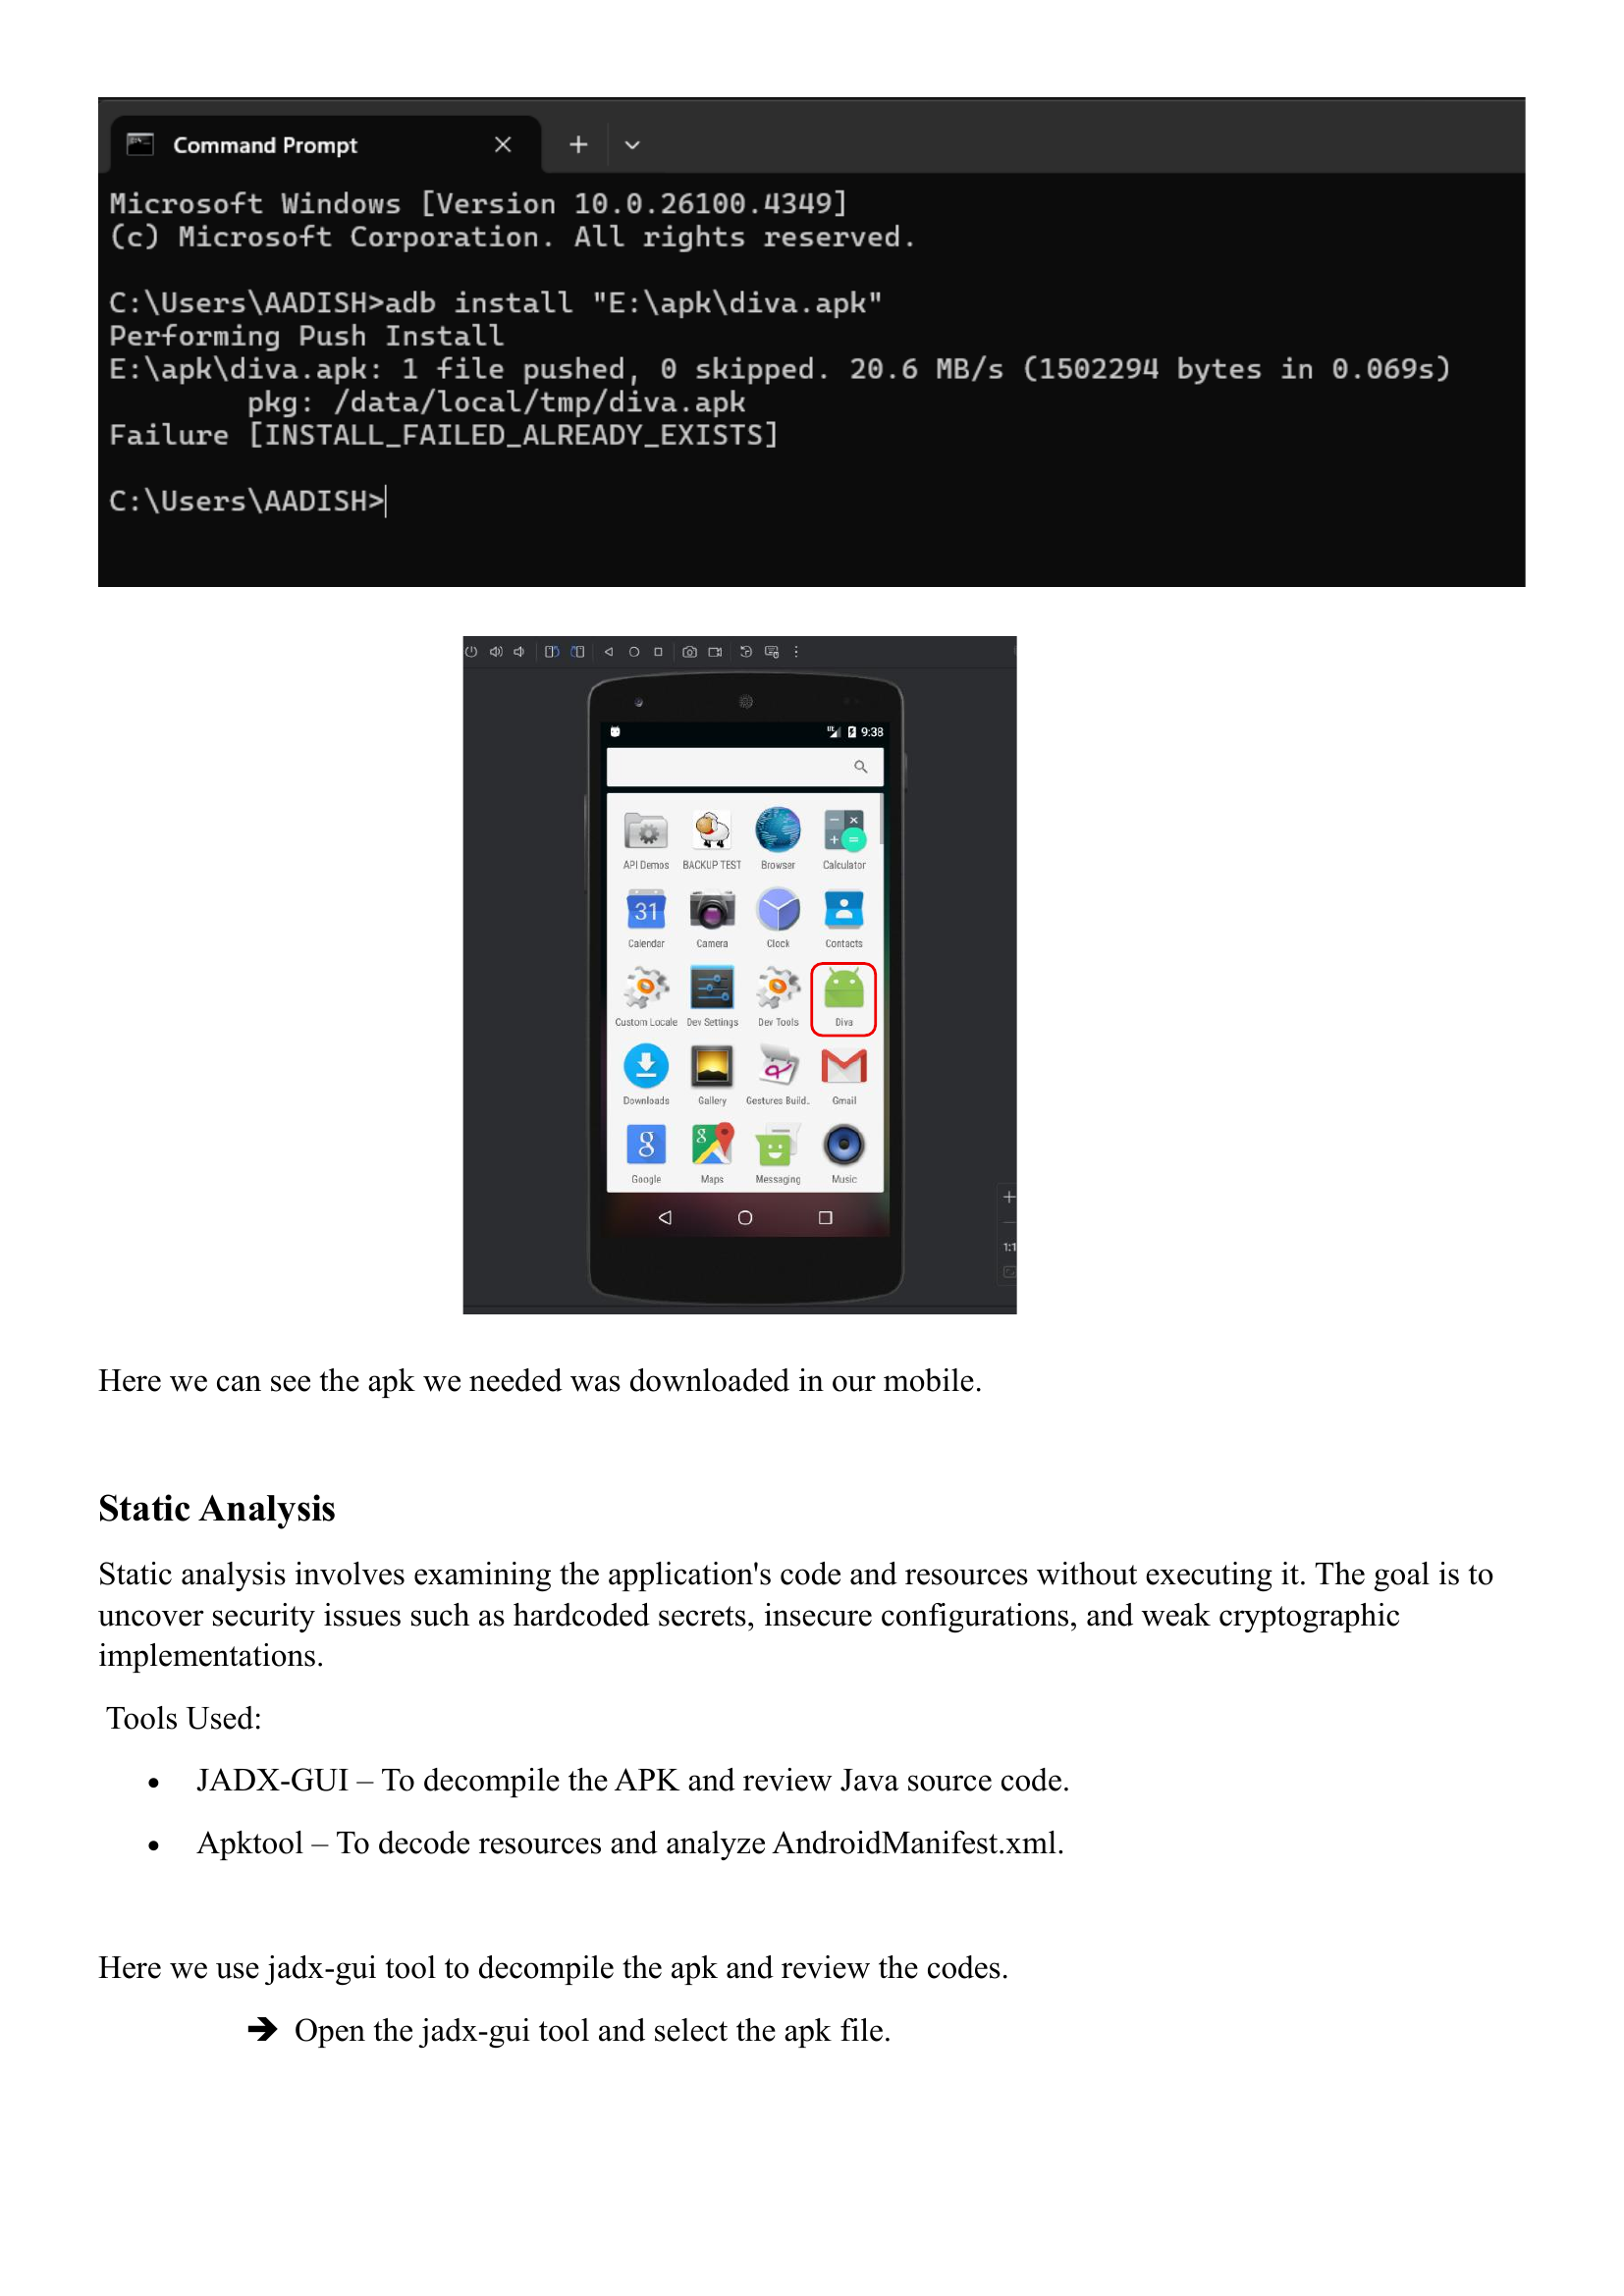 Command Prompt
Microsoft Windows [Version 10.0.26100.4349]
(c) Microsoft Corporation. All rights reserved.
C:\Users\AADISH>adb install "E:\apk\diva.apk"
Performing Push Install
E:\apk\diva.apk: 1 file pushed, 0 skipped. 20.6 MB/s (1502294 bytes in 0.069s)
pkg: /data/local/tmp/diva.apk
Failure [INSTALL_FAILED_ALREADY_EXISTS]
C:\Users\AADISH>
9:38
API Demos BACKUP TEST Browser Calculator
31
Calendar Camera Clock Contacts
Custom Locale Dev Settings Dev Tools Diva
Downloads Gallery Gestures Build.. Gmail
Google Maps Messaging Music
1:1
Here we can see the apk we needed was downloaded in our mobile.
Static Analysis
Static analysis involves examining the application's code and resources without executing it. The goal is to
uncover security issues such as hardcoded secrets, insecure configurations, and weak cryptographic
implementations.
Tools Used:
• JADX-GUI – To decompile the APK and review Java source code.
• Apktool – To decode resources and analyze AndroidManifest.xml.
Here we use jadx-gui tool to decompile the apk and review the codes.
➔ Open the jadx-gui tool and select the apk file.